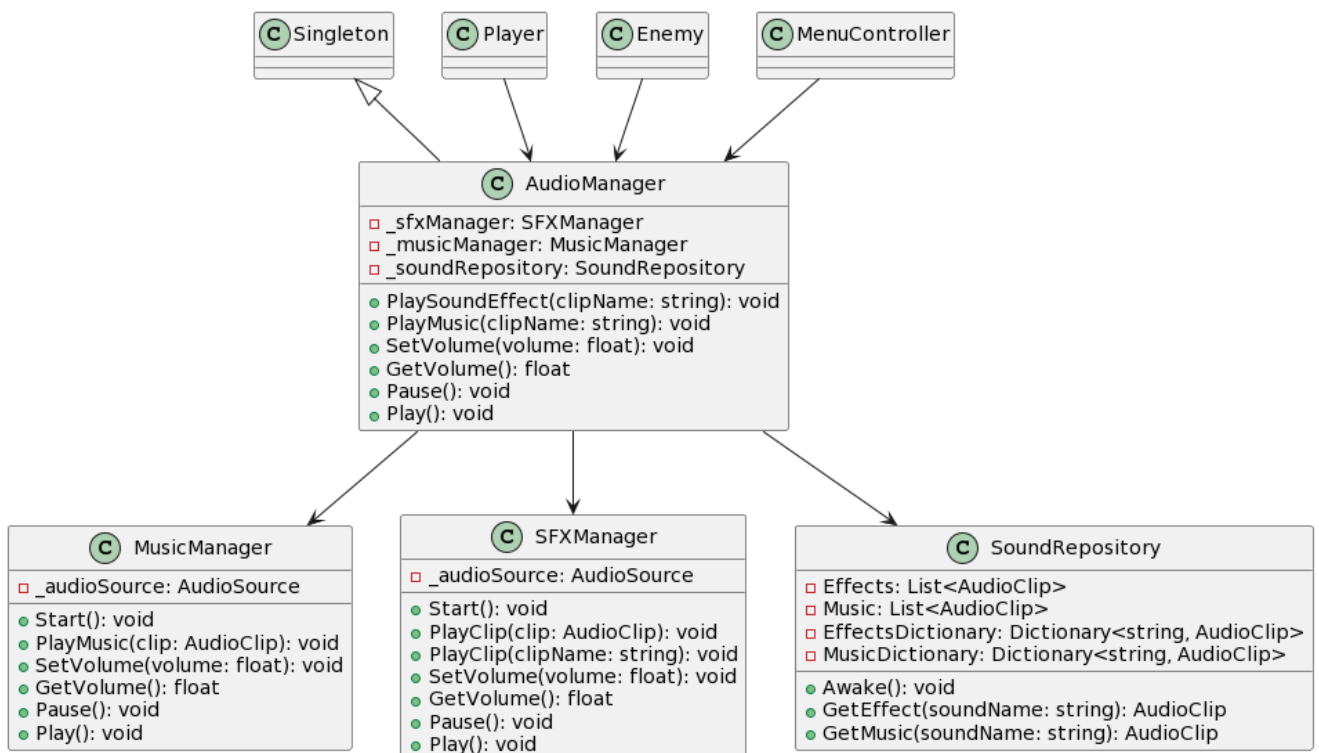 C Singleton
C Player
C Enemy
C MenuController
C AudioManager
_sfxManager: SFXManager
_musicManager: MusicManager
_soundRepository: SoundRepository
PlaySoundEffect(clipName: string): void
PlayMusic(clipName: string): void
SetVolume(volume: float): void
GetVolume(): float
Pause(): void
Play(): void
C MusicManager
_audioSource: AudioSource
Start(): void
PlayMusic(clip: AudioClip): void
SetVolume(volume: float): void
GetVolume(): float
Pause(): void
Play(): void
C SFXManager
_audioSource: AudioSource
Start(): void
PlayClip(clip: AudioClip): void
PlayClip(clipName: string): void
SetVolume(volume: float): void
GetVolume(): float
Pause(): void
Play(): void
C SoundRepository
Effects: List<AudioClip>
Music: List<AudioClip>
EffectsDictionary: Dictionary<string, AudioClip>
MusicDictionary: Dictionary<string, AudioClip>
Awake(): void
GetEffect(soundName: string): AudioClip
GetMusic(soundName: string): AudioClip